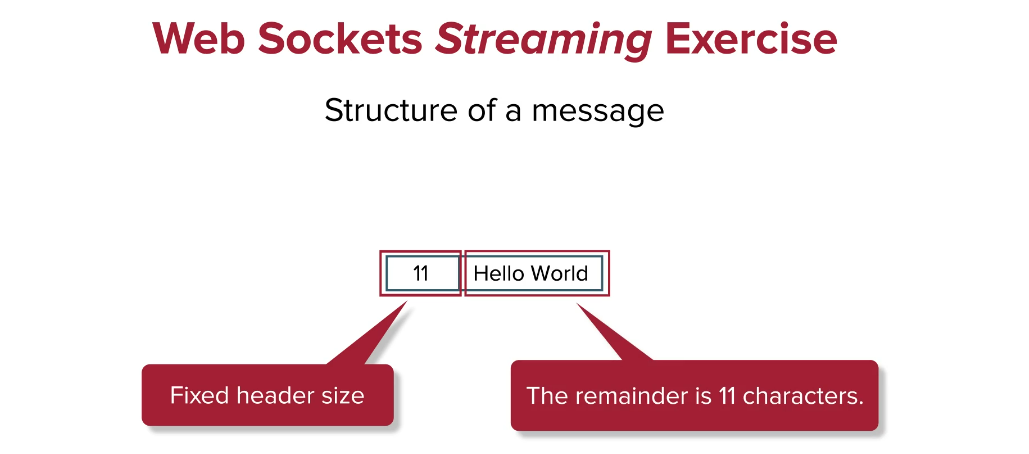 Web Sockets Streaming Exercise
Structure of a message
11
Hello World
Fixed header size
The remainder is 11 characters.